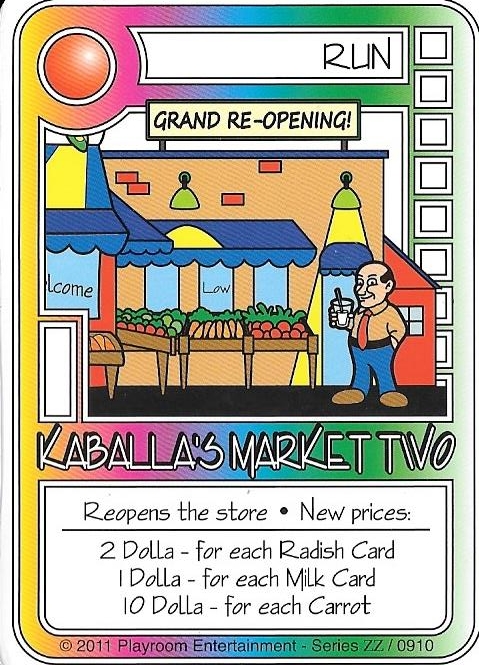 RUN
GRAND RE-OPENING!
lcome
Low
KABALLA'S MARKET TWO
Reopens the store • New prices:
2 Dolla - for each Radish Card
1 Dolla - for each Milk Card
10 Dolla - for each Carrot
© 2011 Playroom Entertainment - Series ZZ / 0910